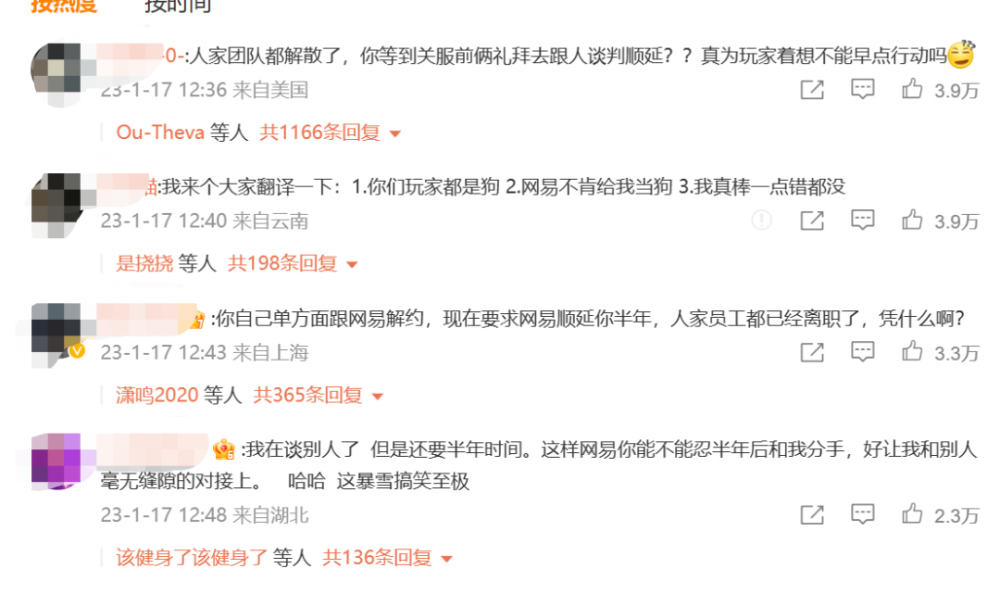 按热度 按时间
-0-:人家团队都解散了，你等到关服前俩礼拜去跟人谈判顺延？？真为玩家着想不能早点行动吗
23-1-17 12:36 来自美国 3.9万
Ou-Theva 等人 共1166条回复
猫:我来个大家翻译一下：1.你们玩家都是狗 2.网易不肯给我当狗 3.我真棒一点错都没
23-1-17 12:40 来自云南 3.9万
是挠挠 等人 共198条回复
:你自己单方面跟网易解约，现在要求网易顺延你半年，人家员工都已经离职了，凭什么啊？
23-1-17 12:43 来自上海 3.3万
潇鸣2020 等人 共365条回复
:我在谈别人了 但是还要半年时间。这样网易你能不能忍半年后和我分手，好让我和别人
毫无缝隙的对接上。 哈哈 这暴雪搞笑至极
23-1-17 12:48 来自湖北 2.3万
该健身了该健身了 等人 共136条回复